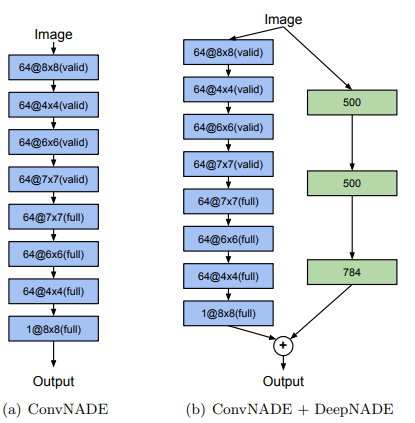 Image
64@8x8(valid)
64@4x4(valid)
64@6x6(valid)
64@7x7(valid)
64@7x7(full)
64@6x6(full)
64@4x4(full)
1@8x8(full)
Output
(a) ConvNADE
Image
64@8x8(valid)
64@4x4(valid)
64@6x6(valid)
64@7x7(valid)
64@7x7(full)
64@6x6(full)
64@4x4(full)
1@8x8(full)
500
500
784
+
Output
(b) ConvNADE + DeepNADE